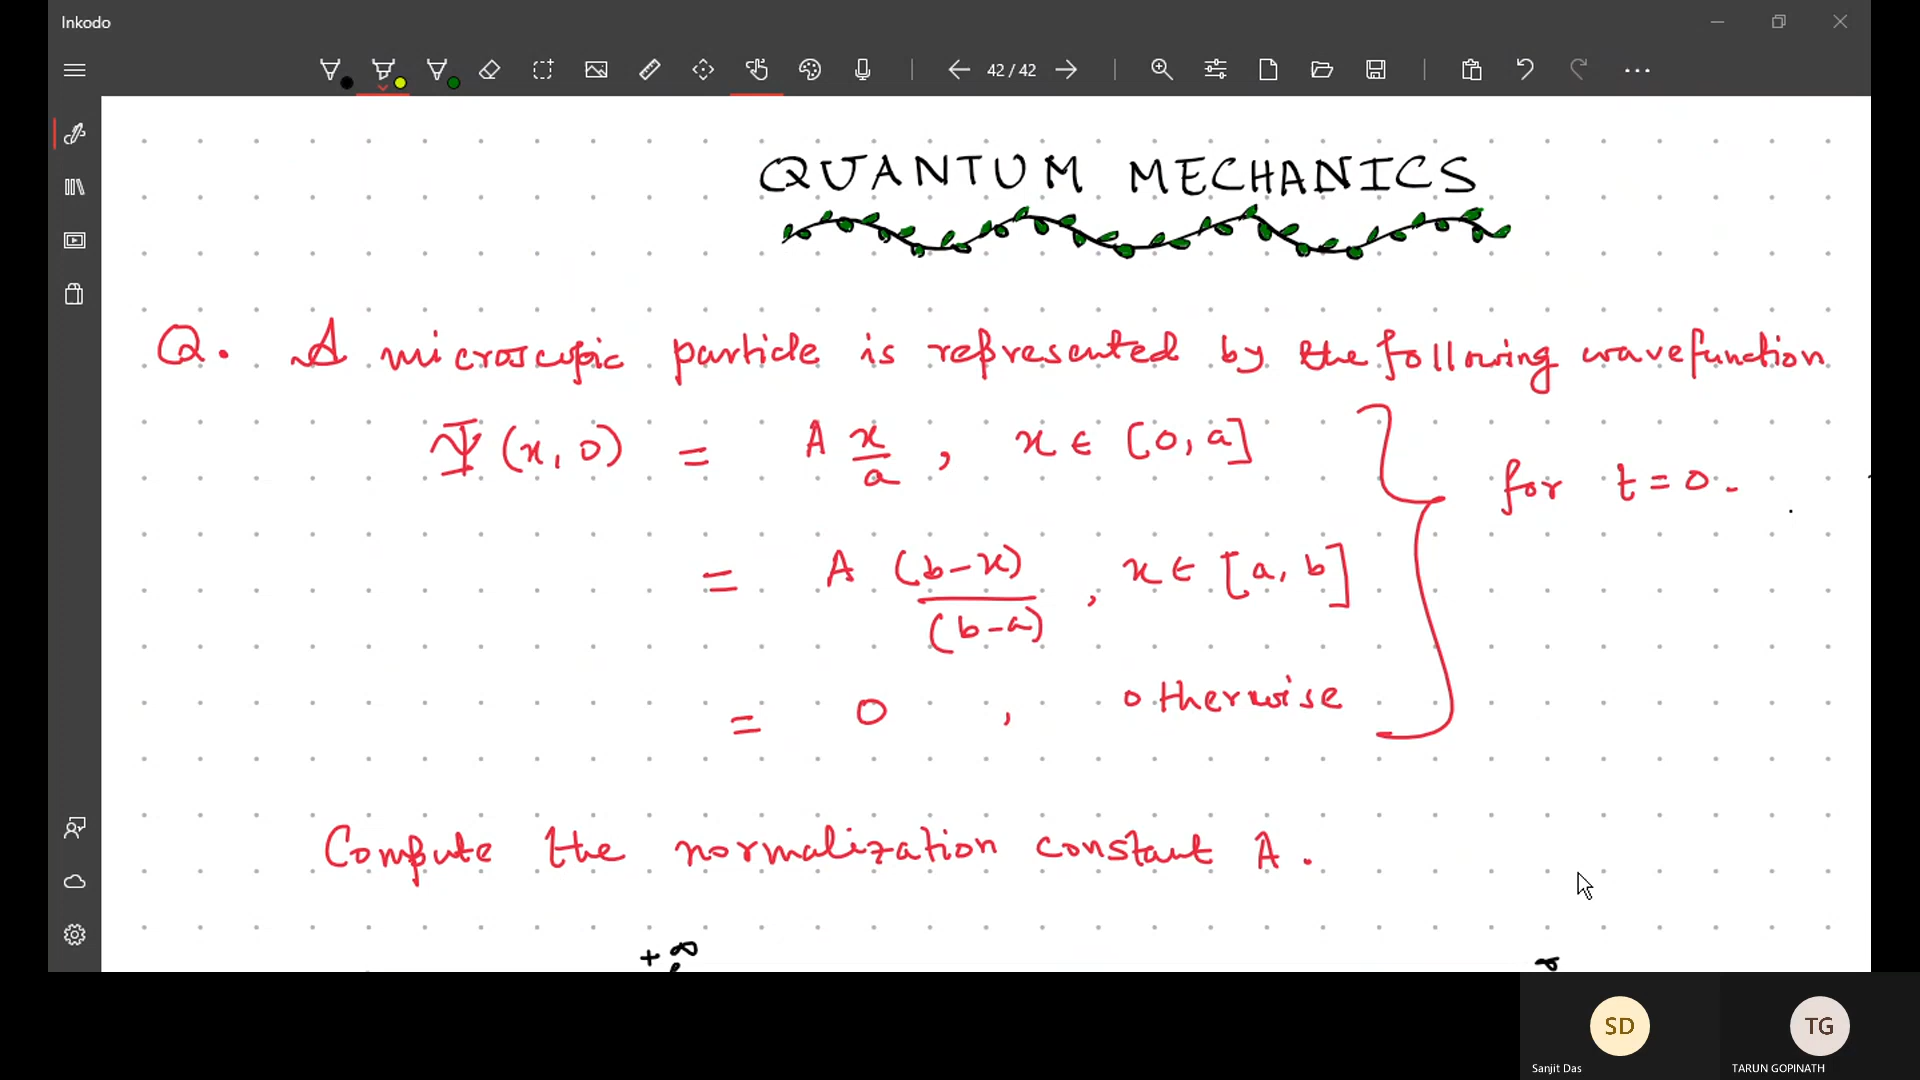 Inkodo
42 / 42
QUANTUM MECHANICS
Q. A microscopic particle is represented by the following wavefunction
Ψ(x, 0) = A x/a , x ∈ [0, a]
for t = 0.
= A (b-x)/(b-a) , x ∈ [a, b]
= 0 , otherwise
Compute the normalization constant A.
+∞
SD
TG
Sanjit Das
TARUN GOPINATH